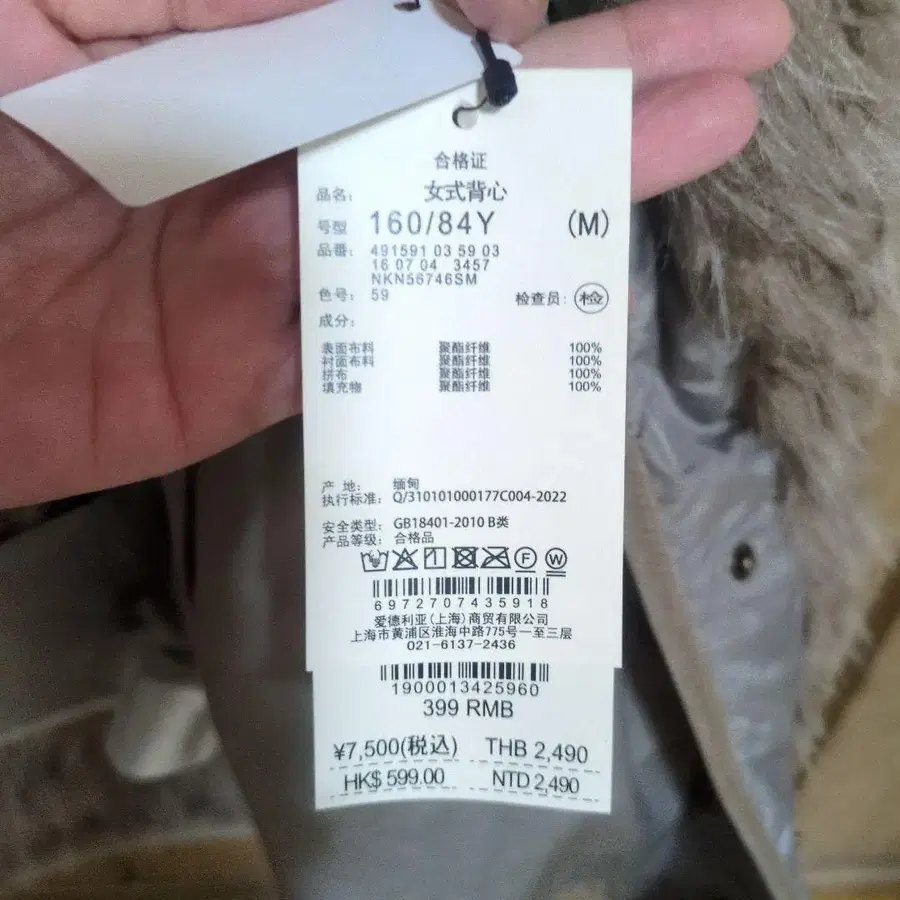 合格证
品名： 女式背心
号型 160/84Y (M)
品番： 491591 03 59 03
16 07 04 3457
NKN56746SM
色号： 59 检查员： 检
成分：
表面布料 聚酯纤维 100%
衬面布料 聚酯纤维 100%
拼布 聚酯纤维 100%
填充物 聚酯纤维 100%
产 地： 缅甸
执行标准： Q/310101000177C004-2022
安全类型： GB18401-2010 B类
产品等级： 合格品
F W
6972707435918
爱德利亚(上海)商贸有限公司
上海市黄浦区淮海中路775号一至三层
021-6137-2436
1900013425960
399 RMB
¥7,500(税込) THB 2,490
HK$ 599.00 NTD 2,490